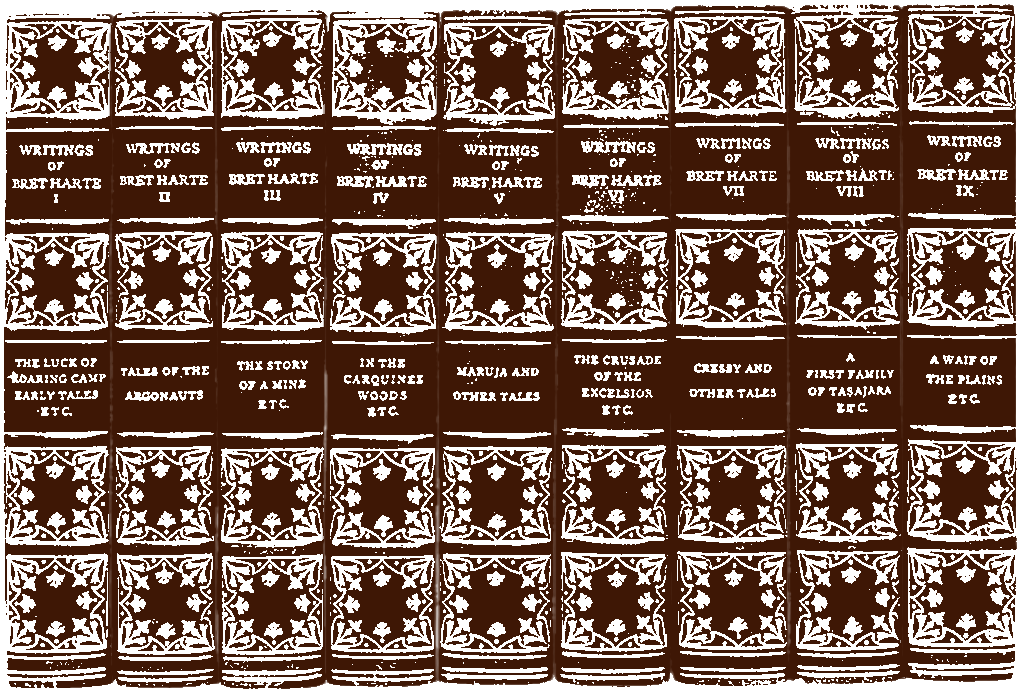 WRITINGS
OF
BRET HARTE
I
THE LUCK OF
ROARING CAMP
EARLY TALES
ETC.
WRITINGS
OF
BRET HARTE
II
TALES OF THE
ARGONAUTS
WRITINGS
OF
BRET HARTE
III
THE STORY
OF A MINE
ETC.
WRITINGS
OF
BRET HARTE
IV
IN THE
CARQUINEZ
WOODS
ETC.
WRITINGS
OF
BRET HARTE
V
MARUJA AND
OTHER TALES
WRITINGS
OF
BRET HARTE
VI
THE CRUSADE
OF THE
EXCELSIOR
ETC.
WRITINGS
OF
BRET HARTE
VII
CRESSY AND
OTHER TALES
WRITINGS
OF
BRET HARTE
VIII
A
FIRST FAMILY
OF TASAJARA
ETC.
WRITINGS
OF
BRET HARTE
IX
A WAIF OF
THE PLAINS
ETC.